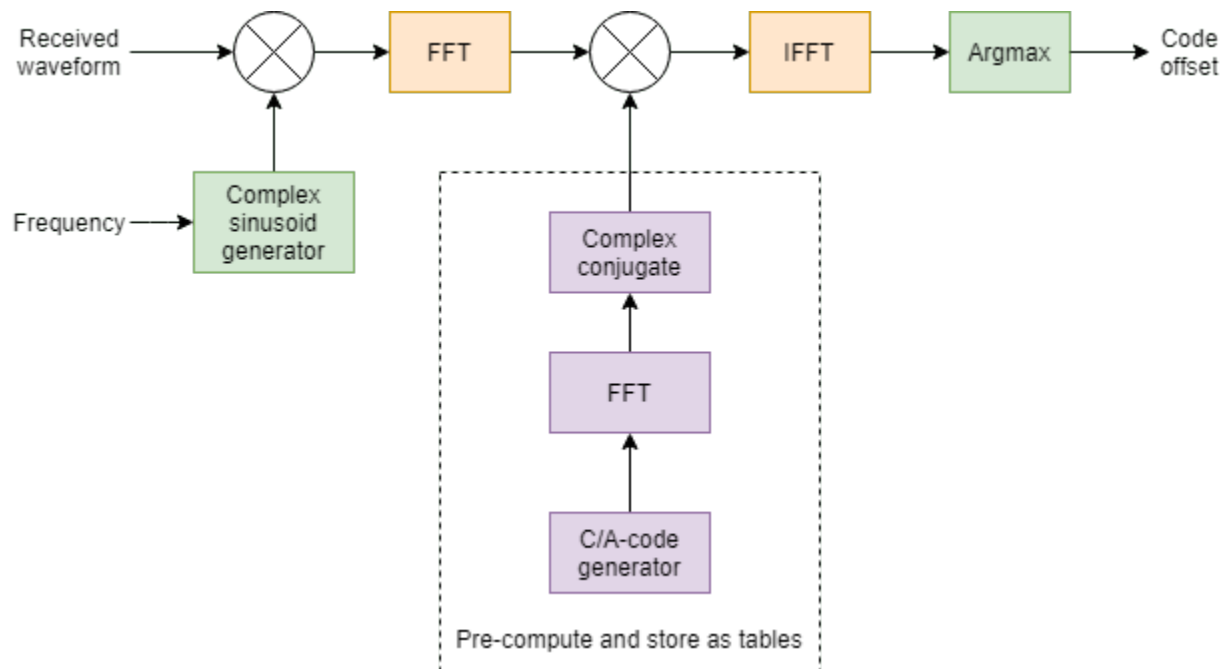 Received
waveform
FFT
IFFT
Argmax
Code
offset
Frequency
Complex
sinusoid
generator
Complex
conjugate
FFT
C/A-code
generator
Pre-compute and store as tables